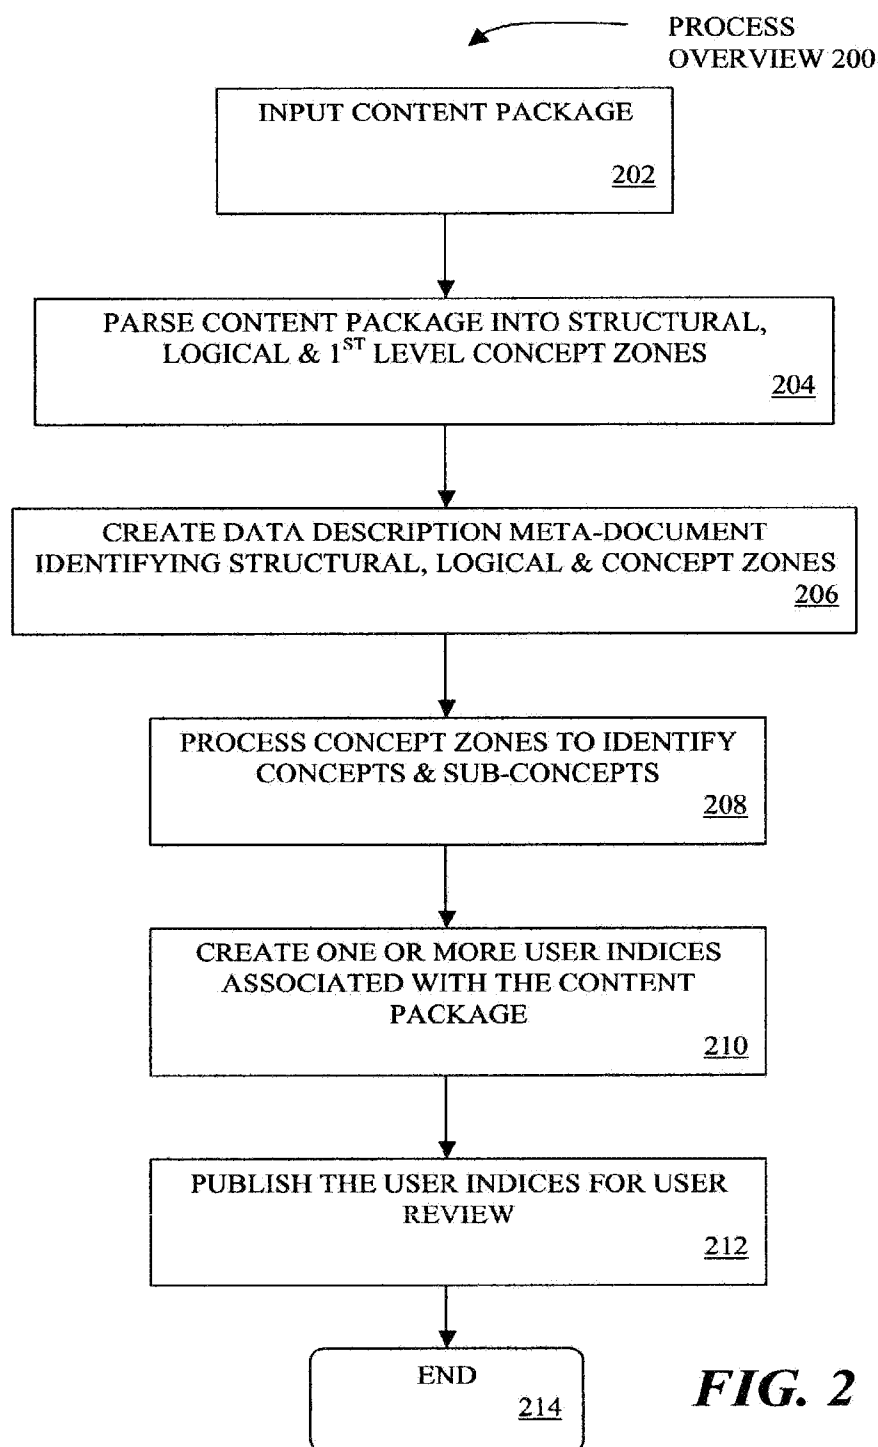 PROCESS
OVERVIEW 200
INPUT CONTENT PACKAGE
202
PARSE CONTENT PACKAGE INTO STRUCTURAL,
LOGICAL & 1ST LEVEL CONCEPT ZONES
204
CREATE DATA DESCRIPTION META-DOCUMENT
IDENTIFYING STRUCTURAL, LOGICAL & CONCEPT ZONES
206
PROCESS CONCEPT ZONES TO IDENTIFY
CONCEPTS & SUB-CONCEPTS
208
CREATE ONE OR MORE USER INDICES
ASSOCIATED WITH THE CONTENT
PACKAGE
210
PUBLISH THE USER INDICES FOR USER
REVIEW
212
END
214
FIG. 2